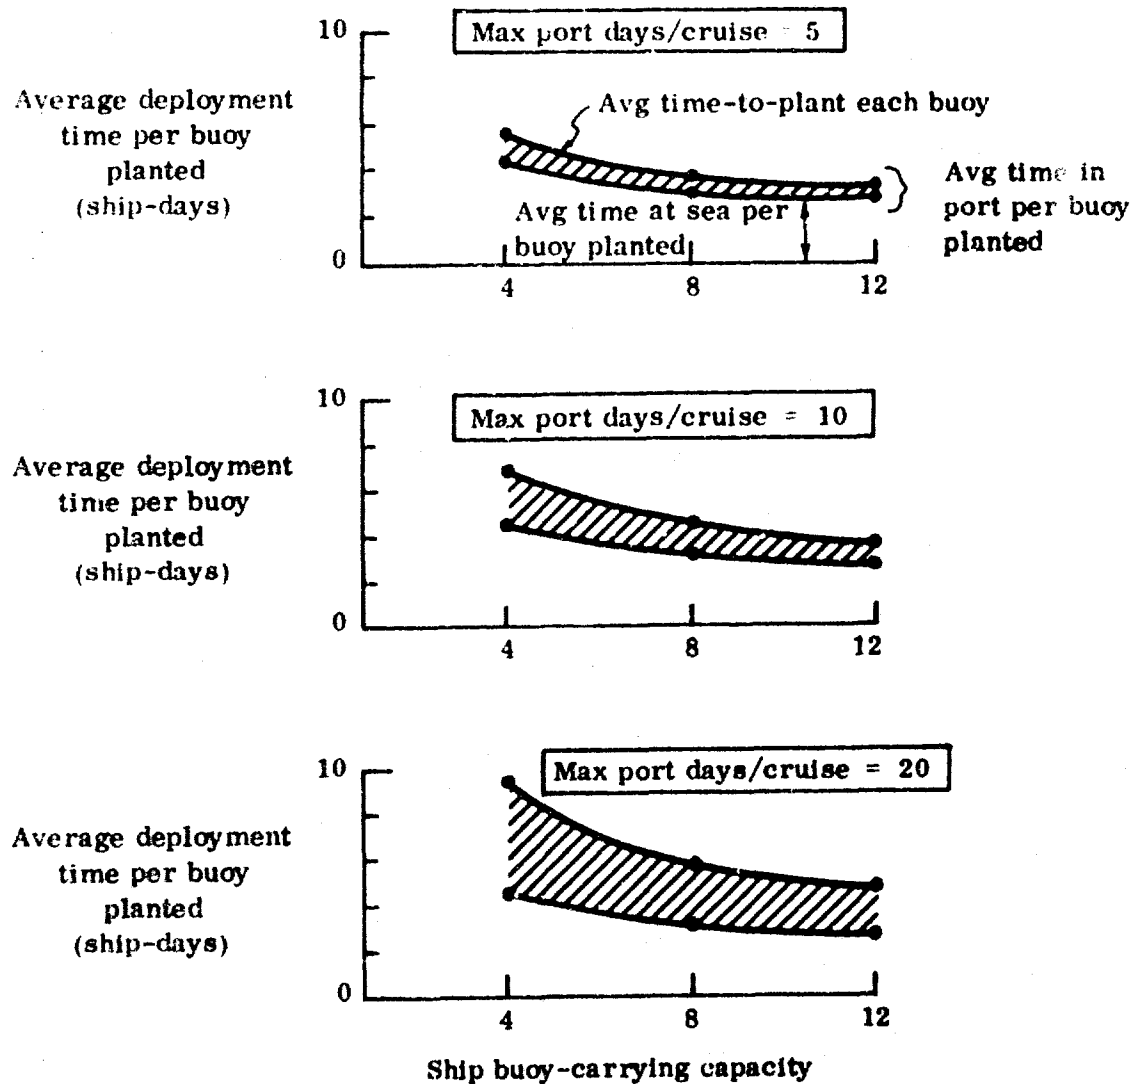 10
Max port days/cruise = 5
Average deployment
time per buoy
planted
(ship-days)
Avg time-to-plant each buoy
Avg time at sea per
buoy planted
Avg time in
port per buoy
planted
0
4
8
12
10
Max port days/cruise = 10
Average deployment
time per buoy
planted
(ship-days)
0
4
8
12
10
Max port days/cruise = 20
Average deployment
time per buoy
planted
(ship-days)
0
4
8
12
Ship buoy-carrying capacity